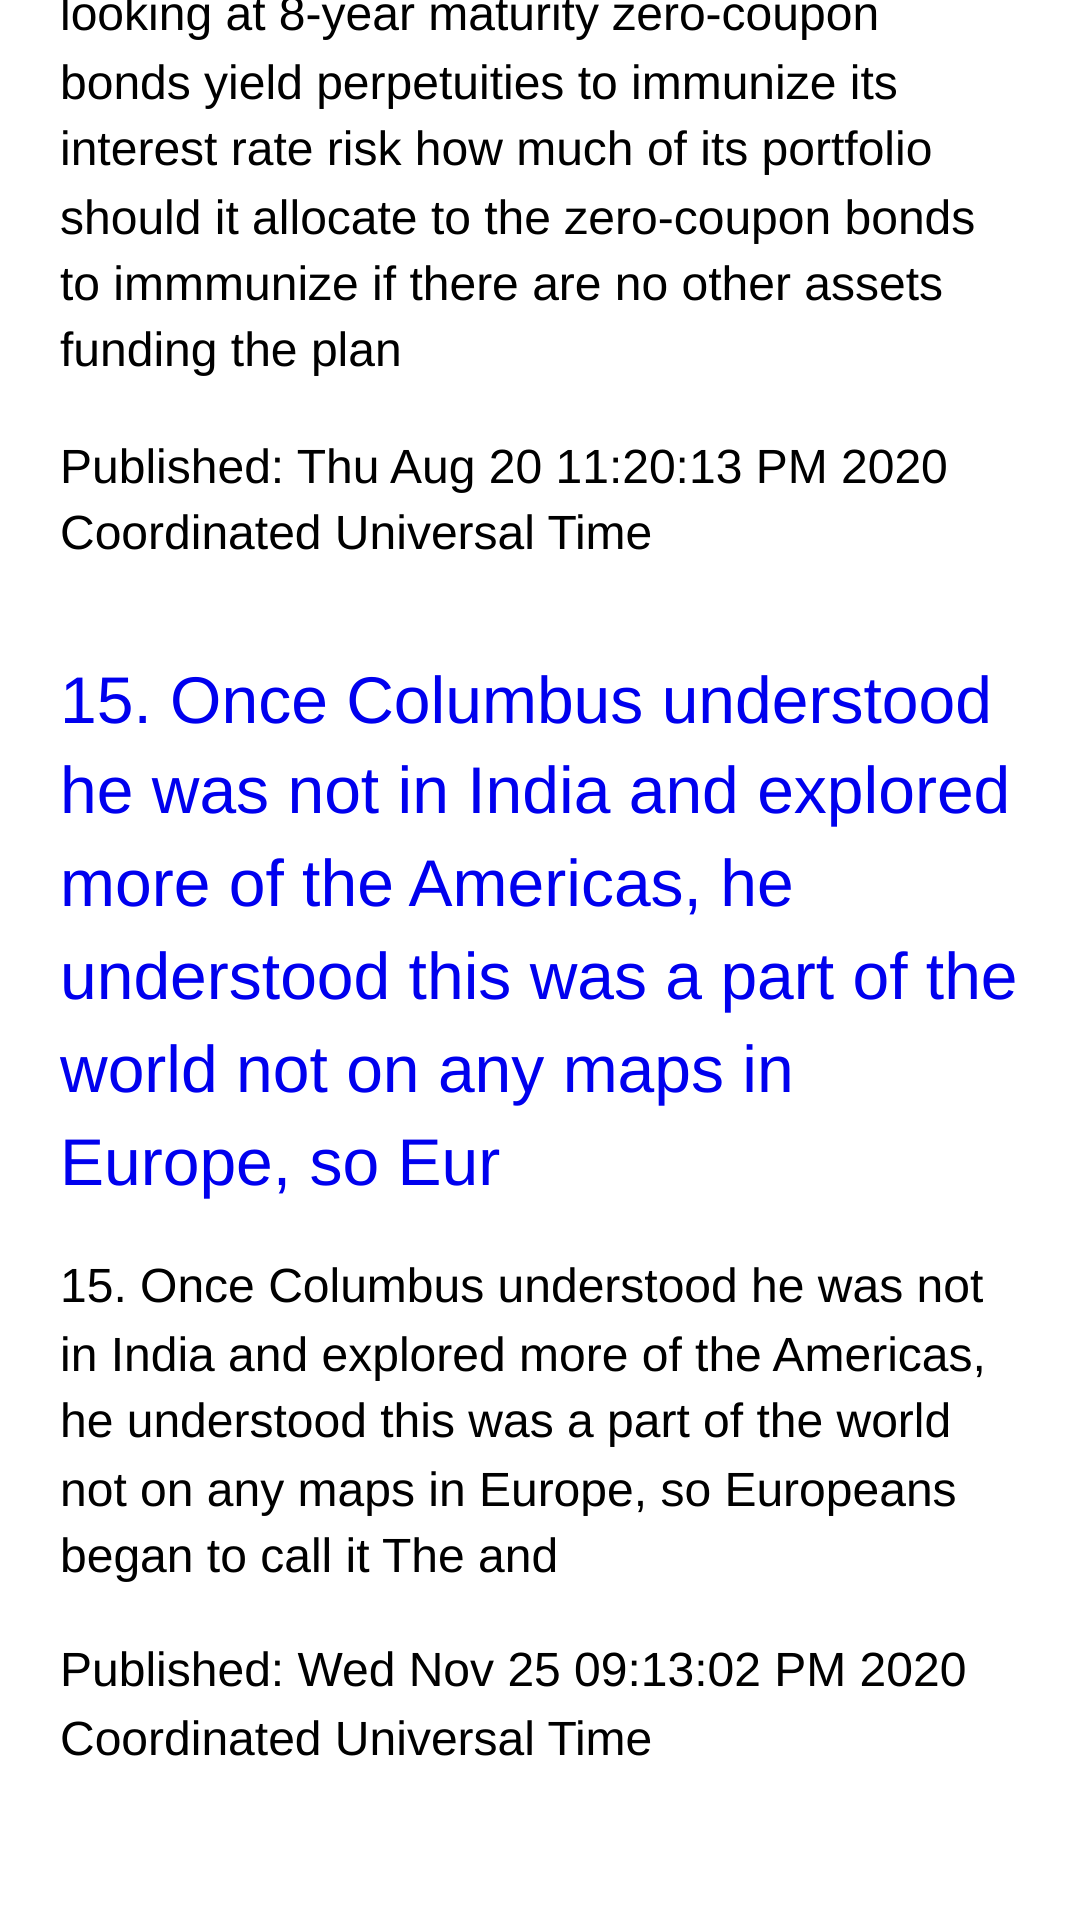 looking at 8-year maturity zero-coupon
bonds yield perpetuities to immunize its
interest rate risk how much of its portfolio
should it allocate to the zero-coupon bonds
to immmunize if there are no other assets
funding the plan
Published: Thu Aug 20 11:20:13 PM 2020
Coordinated Universal Time
15. Once Columbus understood
he was not in India and explored
more of the Americas, he
understood this was a part of the
world not on any maps in
Europe, so Eur
15. Once Columbus understood he was not
in India and explored more of the Americas,
he understood this was a part of the world
not on any maps in Europe, so Europeans
began to call it The and
Published: Wed Nov 25 09:13:02 PM 2020
Coordinated Universal Time